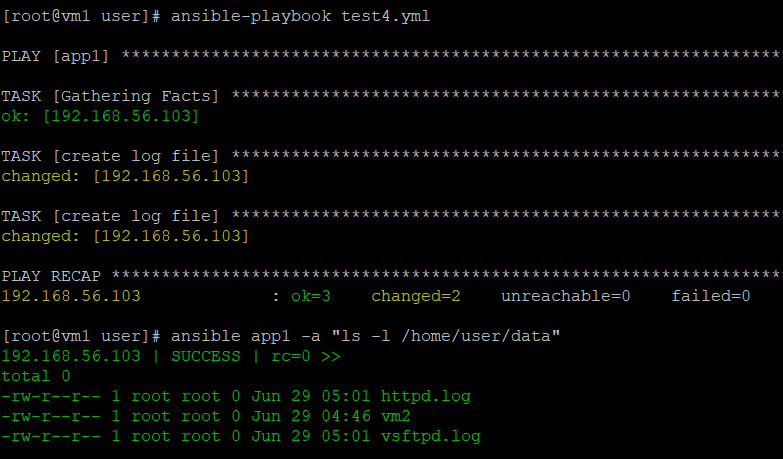 [root@vm1 user]# ansible-playbook test4.yml
PLAY [app1] ******************************************************************
TASK [Gathering Facts] *******************************************************
ok: [192.168.56.103]
TASK [create log file] *******************************************************
changed: [192.168.56.103]
TASK [create log file] *******************************************************
changed: [192.168.56.103]
PLAY RECAP *******************************************************************
192.168.56.103             : ok=3    changed=2    unreachable=0    failed=0
[root@vm1 user]# ansible app1 -a "ls -l /home/user/data"
192.168.56.103 | SUCCESS | rc=0 >>
total 0
-rw-r--r-- 1 root root 0 Jun 29 05:01 httpd.log
-rw-r--r-- 1 root root 0 Jun 29 04:46 vm2
-rw-r--r-- 1 root root 0 Jun 29 05:01 vsftpd.log